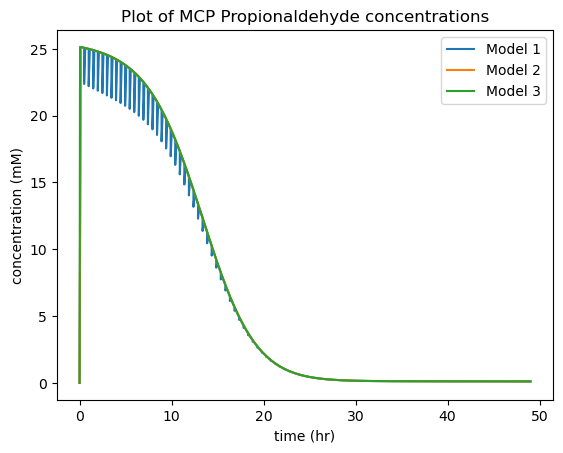 Plot of MCP Propionaldehyde concentrations
Model 1
Model 2
Model 3
concentration (mM)
25
20
15
10
5
0
0 10 20 30 40 50
time (hr)